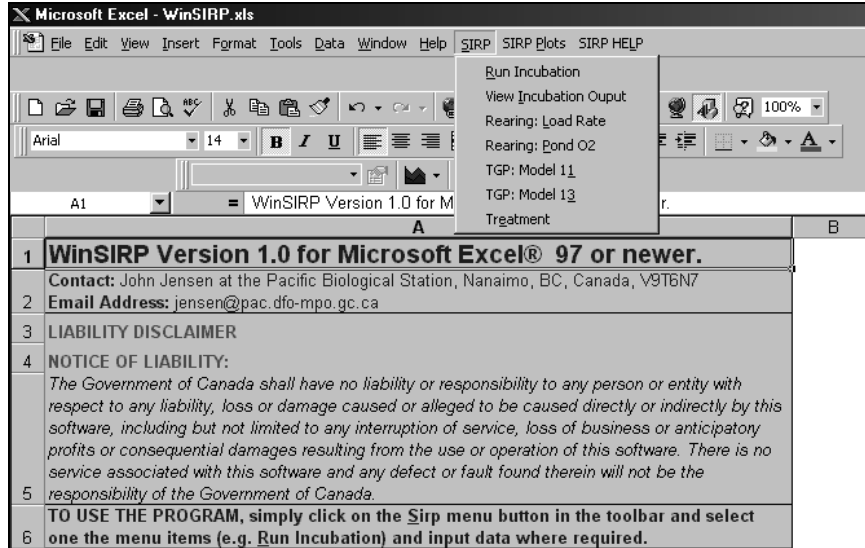 Microsoft Excel - WinSIRP.xls
File Edit View Insert Format Tools Data Window Help SIRP SIRP Plots SIRP HELP
Run Incubation
View Incubation Ouput
ABC
100%
Rearing: Load Rate
Arial 14 B I U A
Rearing: Pond O2
TGP: Model 11
TGP: Model 13
A1 = WinSIRP Version 1.0 for M r.
Treatment
A B
1 WinSIRP Version 1.0 for Microsoft Excel® 97 or newer.
Contact: John Jensen at the Pacific Biological Station, Nanaimo, BC, Canada, V9T6N7
2 Email Address: jensen@pac.dfo-mpo.gc.ca
3 LIABILITY DISCLAIMER
4 NOTICE OF LIABILITY:
The Government of Canada shall have no liability or responsibility to any person or entity with
respect to any liability, loss or damage caused or alleged to be caused directly or indirectly by this
software, including but not limited to any interruption of service, loss of business or anticipatory
profits or consequential damages resulting from the use or operation of this software. There is no
service associated with this software and any defect or fault found therein will not be the
5 responsibility of the Government of Canada.
TO USE THE PROGRAM, simply click on the Sirp menu button in the toolbar and select
6 one the menu items (e.g. Run Incubation) and input data where required.